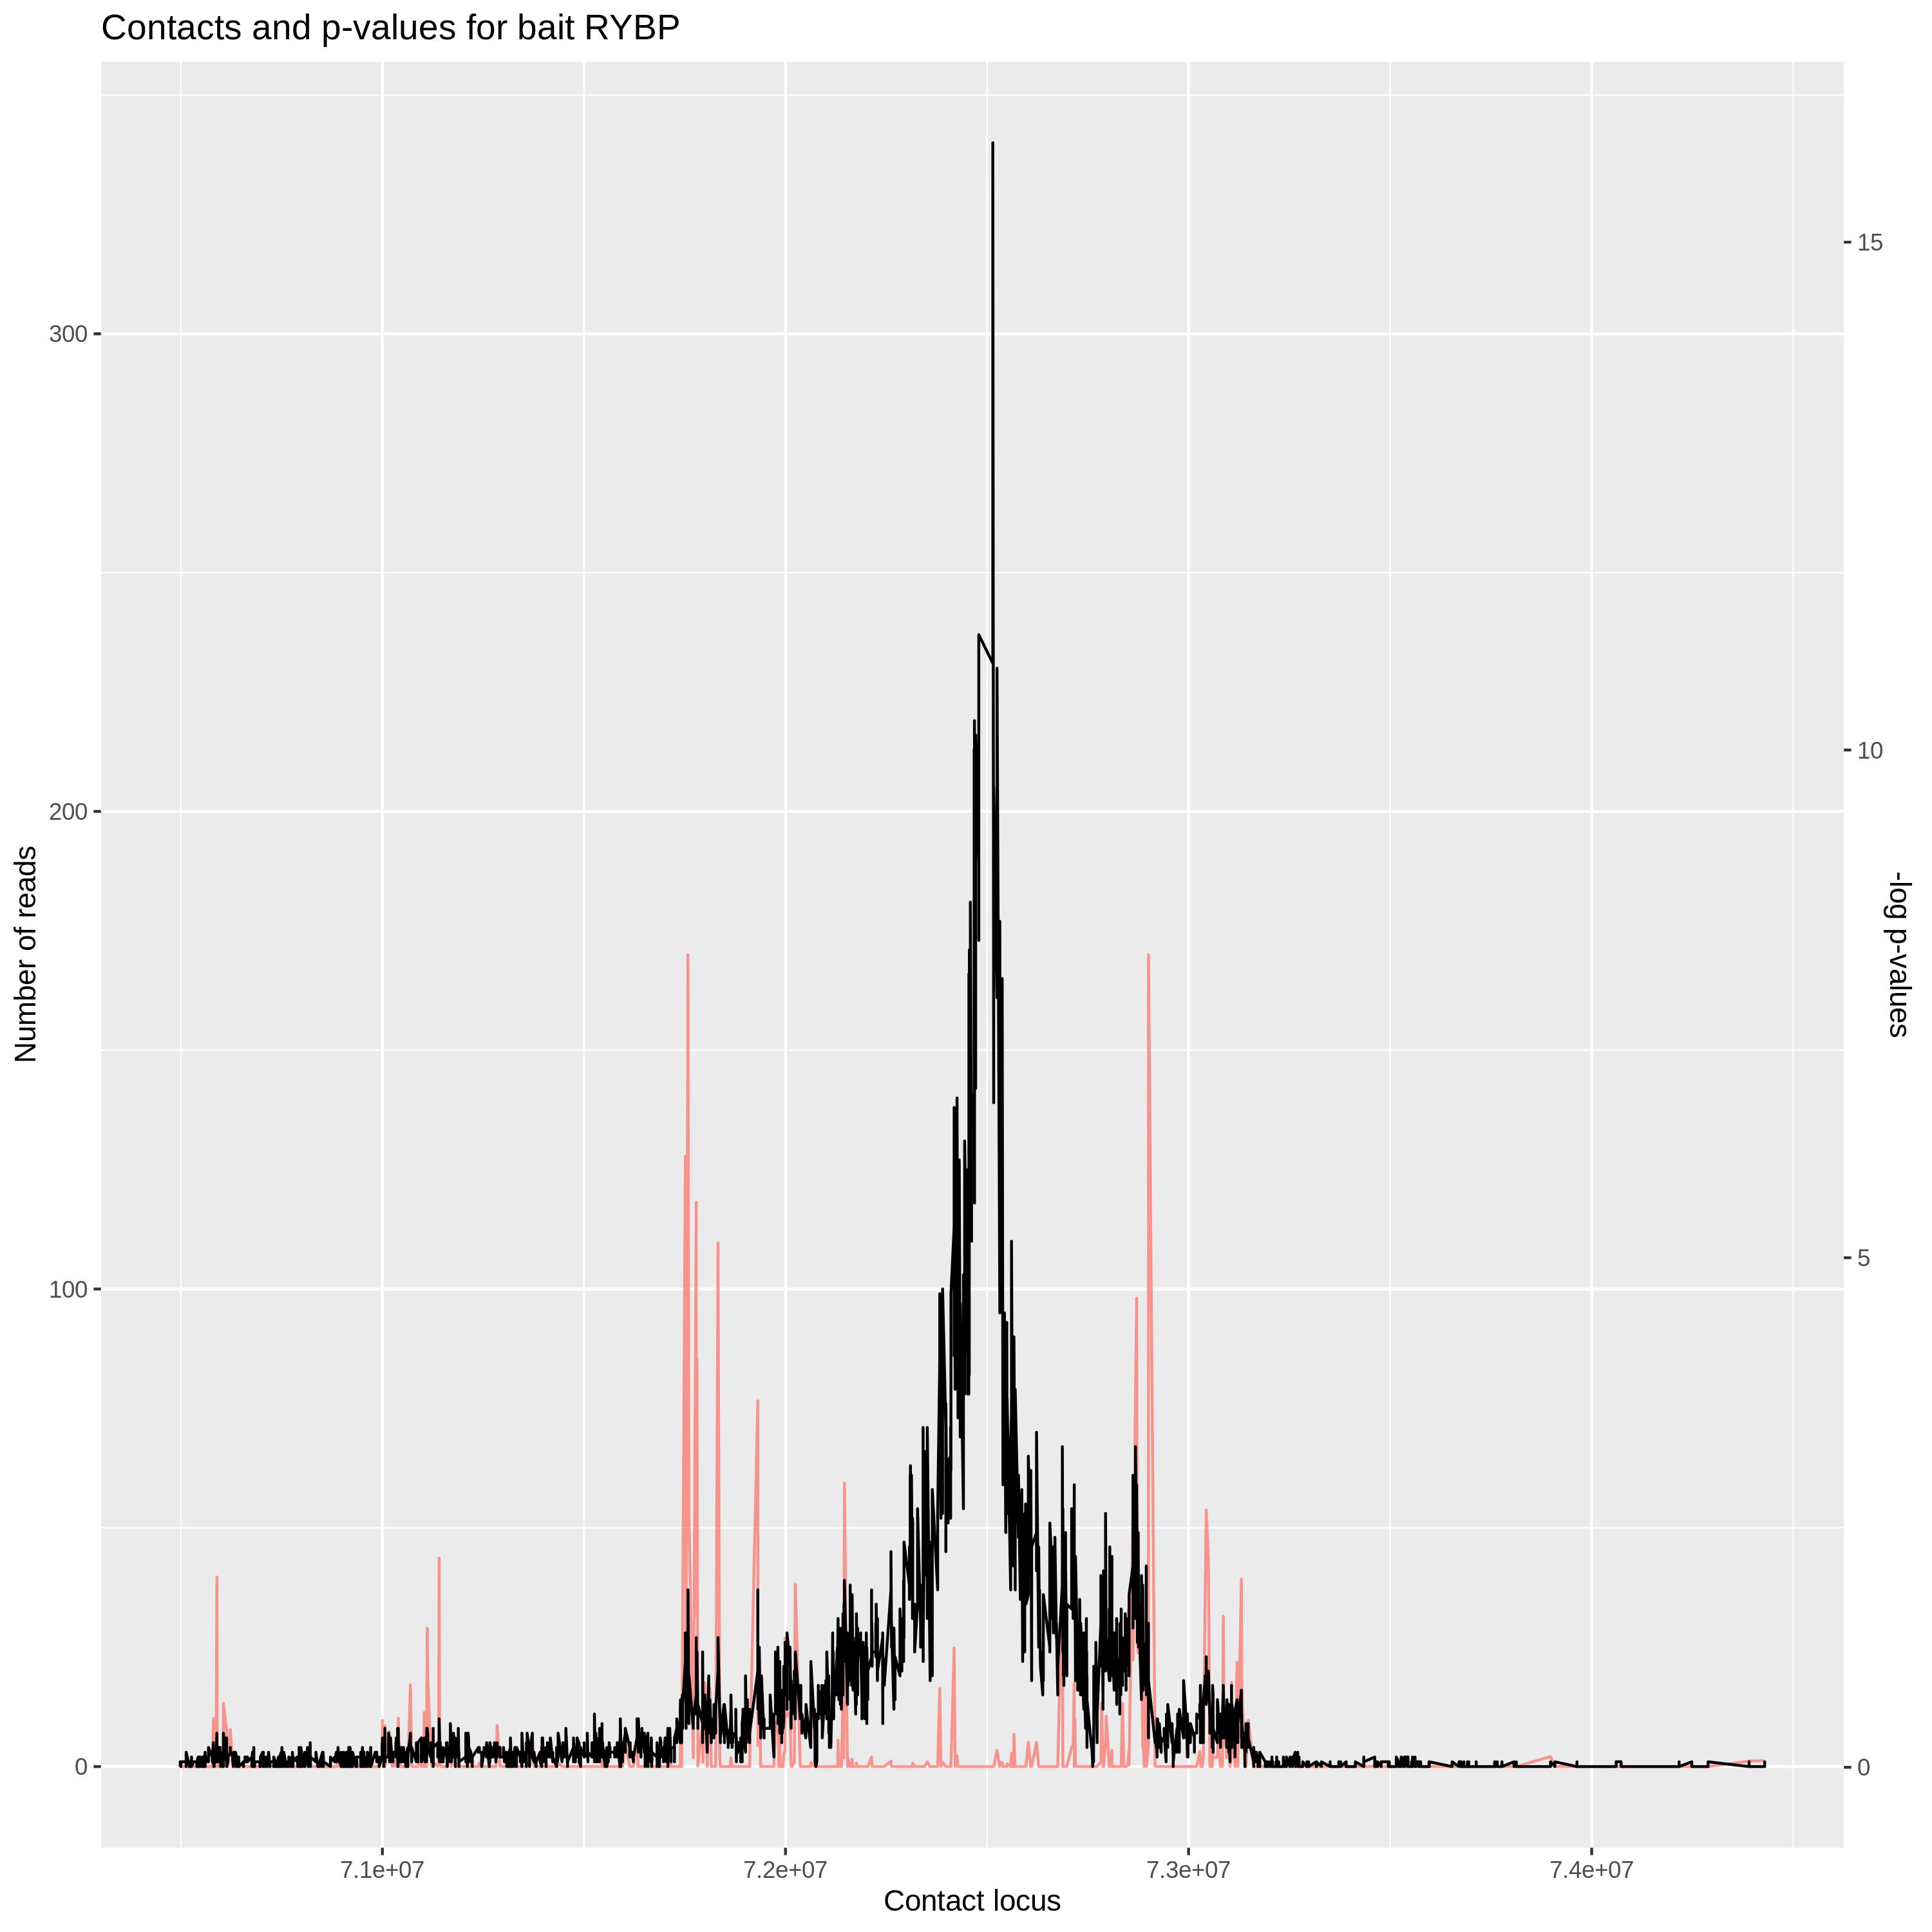 Contacts and p-values for bait RYBP
300
200
100
0
Number of reads
15
10
5
0
-log p-values
7.1e+07
7.2e+07
7.3e+07
7.4e+07
Contact locus